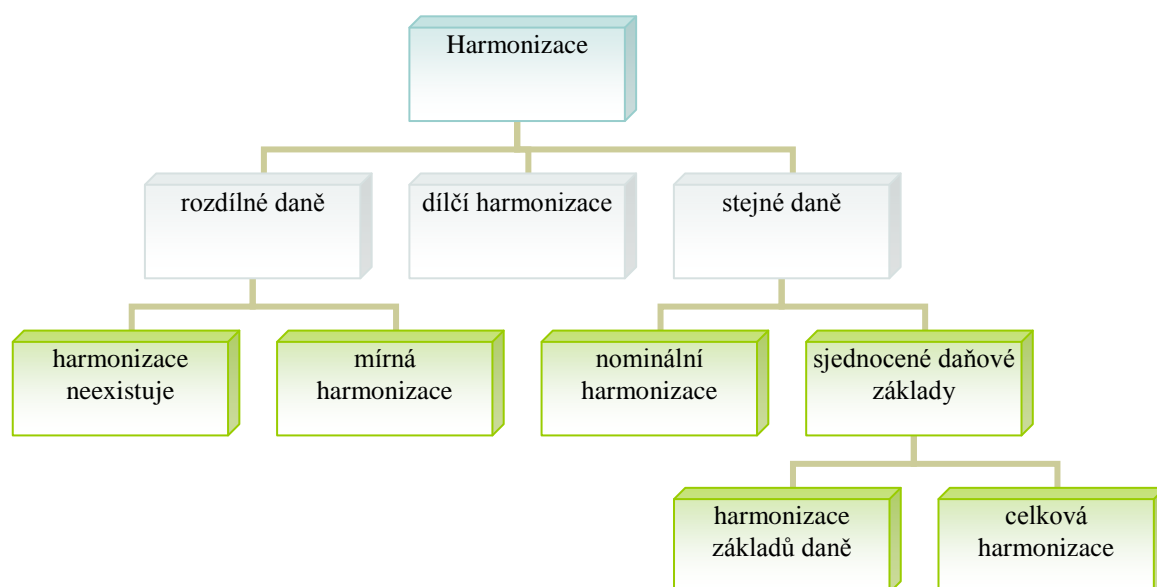 Harmonizace
rozdílné daně
dílčí harmonizace
stejné daně
harmonizace
neexistuje
mírná
harmonizace
nominální
harmonizace
sjednocené daňové
základy
harmonizace
základů daně
celková
harmonizace